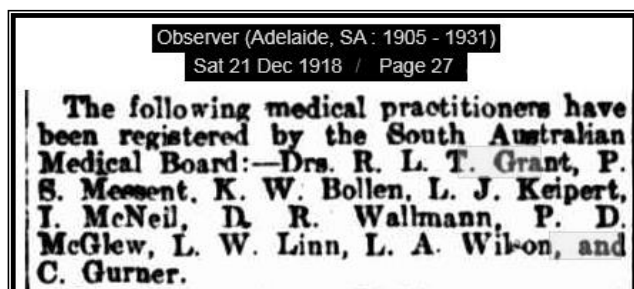 Observer (Adelaide, SA : 1905 - 1931)
Sat 21 Dec 1918 / Page 27
The following medical practitioners have
been registered by the South Australian
Medical Board:—Drs. R. L. T. Grant, P.
S. Messent, K. W. Bollen, L. J. Keipert,
I. McNeil, D. R. Wallmann, P. D.
McGlew, L. W. Linn, L. A. Wilson, and
C. Gurner.